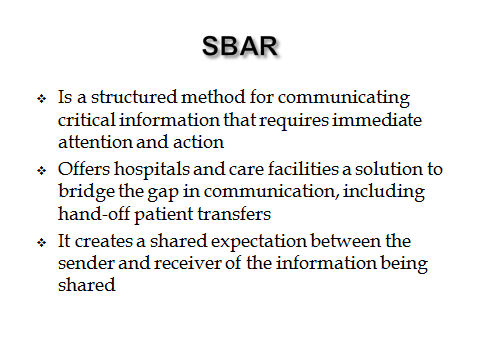 SBAR
Is a structured method for communicating
critical information that requires immediate
attention and action
Offers hospitals and care facilities a solution to
bridge the gap in communication, including
hand-off patient transfers
It creates a shared expectation between the
sender and receiver of the information being
shared